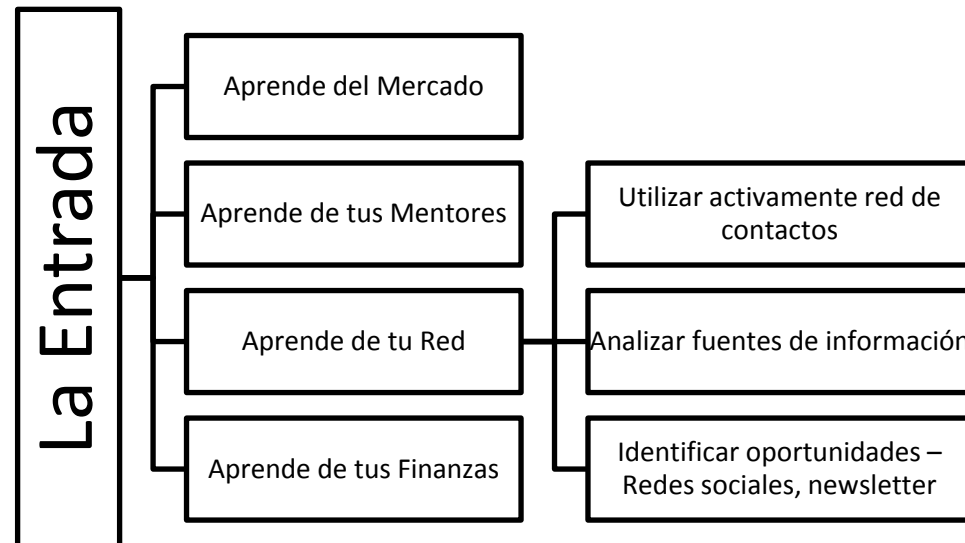 La Entrada
Aprende del Mercado
Aprende de tus Mentores
Aprende de tu Red
Aprende de tus Finanzas
Utilizar activamente red de
contactos
Analizar fuentes de información
Identificar oportunidades –
Redes sociales, newsletter